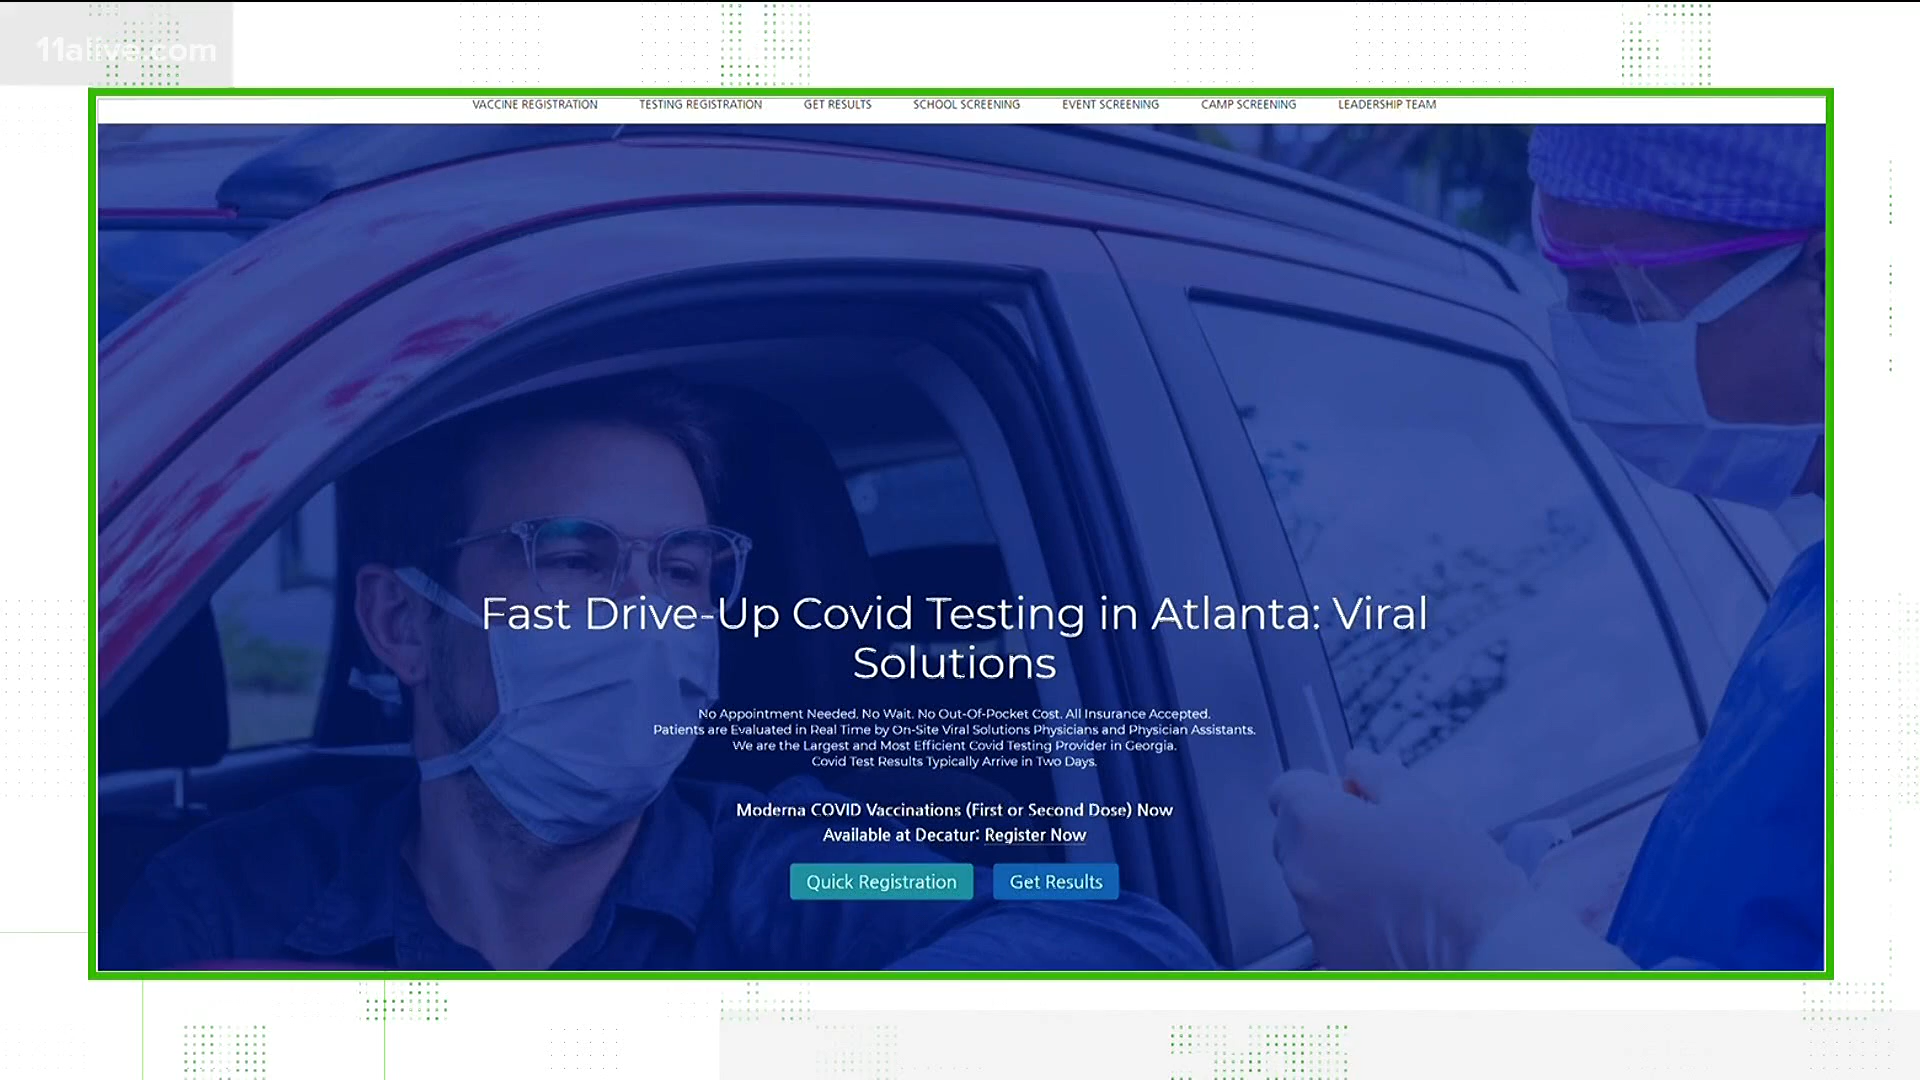 11alive.com
VACCINE REGISTRATION TESTING REGISTRATION GET RESULTS SCHOOL SCREENING EVENT SCREENING CAMP SCREENING LEADERSHIP TEAM
Fast Drive-Up Covid Testing in Atlanta: Viral
Solutions
No Appointment Needed. No Wait. No Out-Of-Pocket Cost. All Insurance Accepted.
Patients are Evaluated in Real Time by On-Site Viral Solutions Physicians and Physician Assistants.
We are the Largest and Most Efficient Covid Testing Provider in Georgia.
Covid Test Results Typically Arrive in Two Days.
Moderna COVID Vaccinations (First or Second Dose) Now
Available at Decatur: Register Now
Quick Registration Get Results